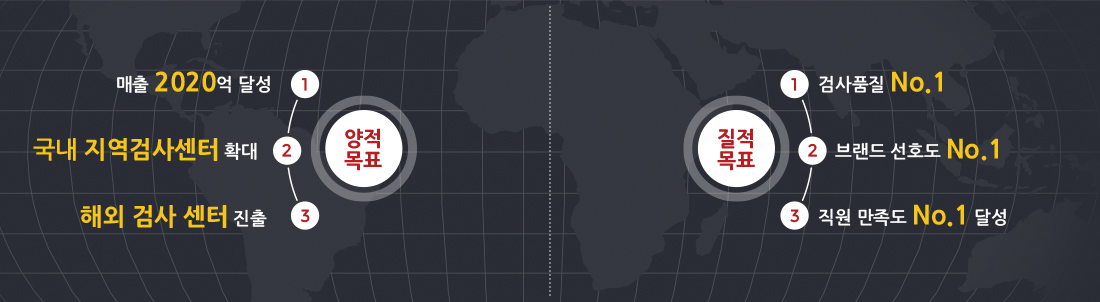 양적
목표
1 매출 2020억 달성
2 국내 지역검사센터 확대
3 해외 검사 센터 진출
질적
목표
1 검사품질 No.1
2 브랜드 선호도 No.1
3 직원 만족도 No.1 달성